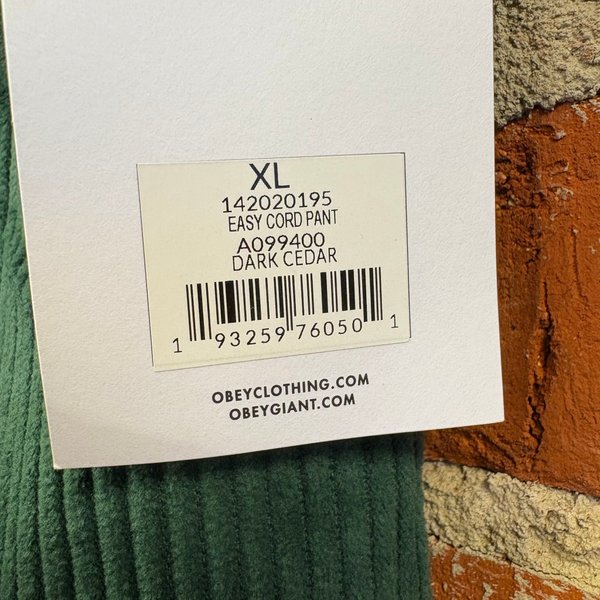 XL
142020195
EASY CORD PANT
A099400
DARK CEDAR
1 93259 76050 1
OBEYCLOTHING.COM
OBEYGIANT.COM